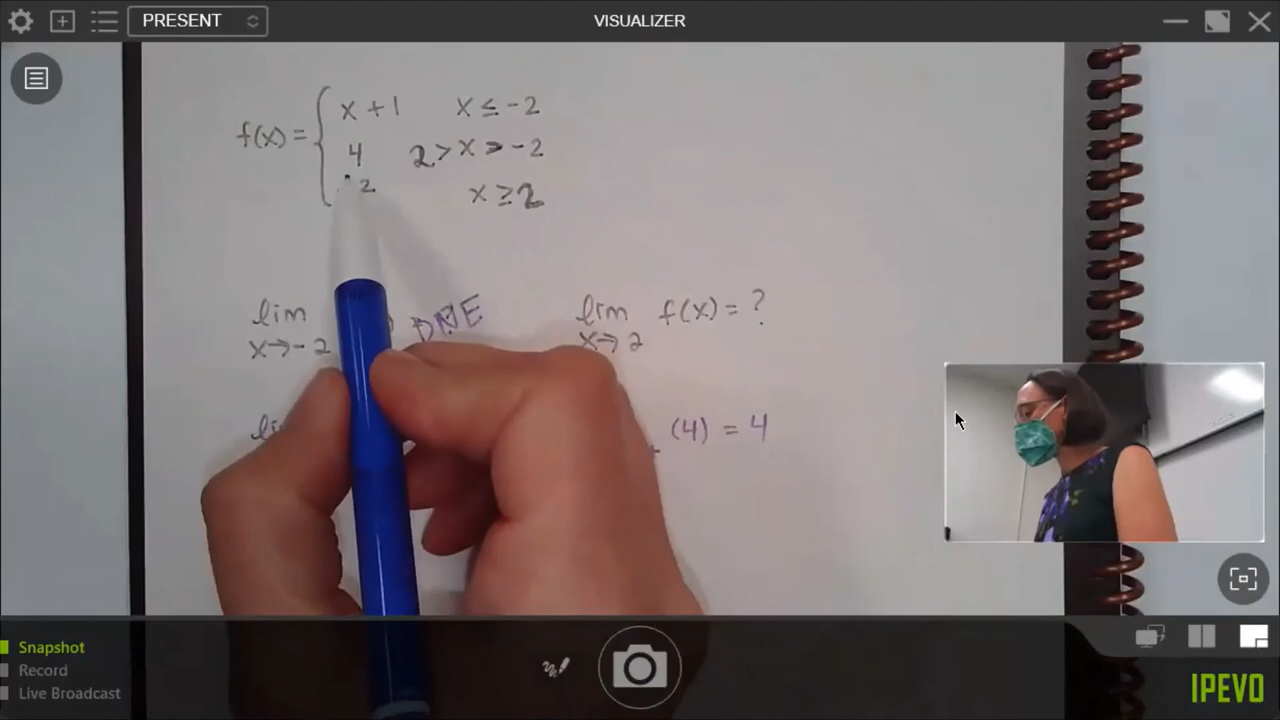 PRESENT
VISUALIZER
f(x) = { x + 1 x ≤ -2
4 2 > x > -2
2 x ≥ 2
lim DNE
x → -2
lim f(x) = ?
x → 2
(4) = 4
Snapshot
Record
Live Broadcast
IPEVO